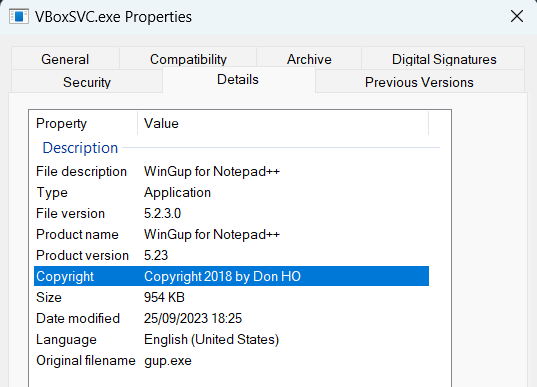 VBoxSVC.exe Properties
General Compatibility Archive Digital Signatures
Security Details Previous Versions
Property Value
Description
File description WinGup for Notepad++
Type Application
File version 5.2.3.0
Product name WinGup for Notepad++
Product version 5.23
Copyright Copyright 2018 by Don HO
Size 954 KB
Date modified 25/09/2023 18:25
Language English (United States)
Original filename gup.exe